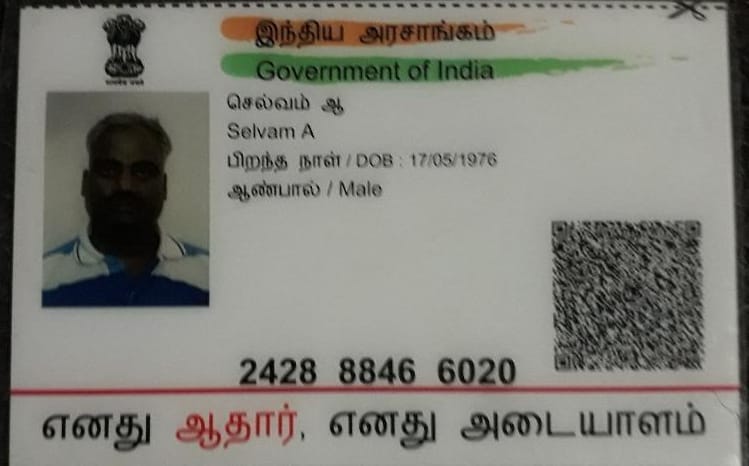 இந்திய அரசாங்கம்
Government of India
செல்வம் ஆ
Selvam A
பிறந்த நாள் / DOB : 17/05/1976
ஆண்பால் / Male
2428 8846 6020
எனது ஆதார், எனது அடையாளம்